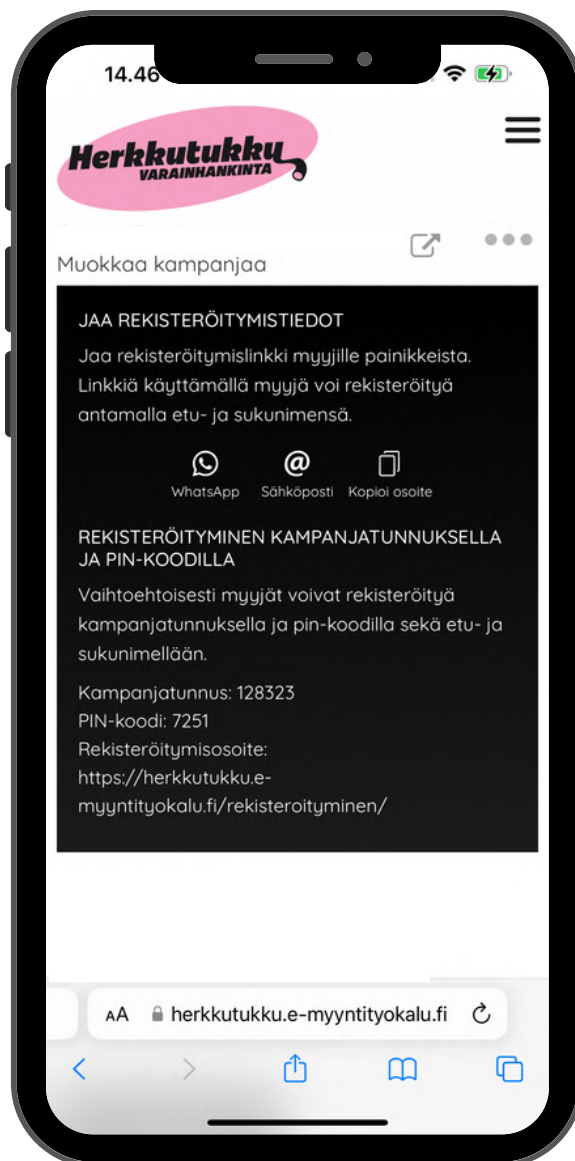 14.46
Herkkutukku
VARAINHANKINTA
Muokkaa kampanjaa
JAA REKISTERÖITYMISTIEDOT
Jaa rekisteröitymislinkki myyjille painikkeista.
Linkkiä käyttämällä myyjä voi rekisteröityä
antamalla etu- ja sukunimensä.
WhatsApp Sähköposti Kopioi osoite
REKISTERÖITYMINEN KAMPANJATUNNUKSELLA
JA PIN-KOODILLA
Vaihtoehtoisesti myyjät voivat rekisteröityä
kampanjatunnuksella ja pin-koodilla sekä etu- ja
sukunimellään.
Kampanjatunnus: 128323
PIN-koodi: 7251
Rekisteröitymisosoite:
https://herkkutukku.e-
myyntityokalu.fi/rekisteroityminen/
AA herkkutukku.e-myyntityokalu.fi